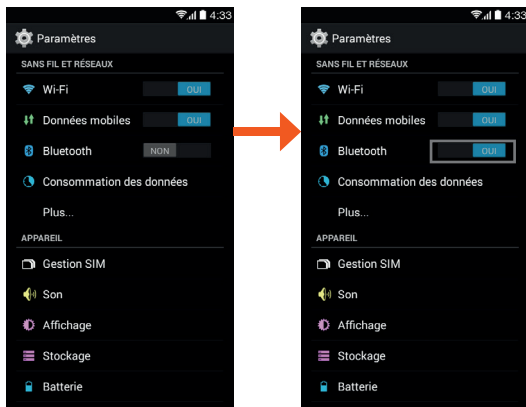 4:33
Paramètres
SANS FIL ET RÉSEAUX
Wi-Fi OUI
Données mobiles OUI
Bluetooth NON
Consommation des données
Plus...
APPAREIL
Gestion SIM
Son
Affichage
Stockage
Batterie
4:33
Paramètres
SANS FIL ET RÉSEAUX
Wi-Fi OUI
Données mobiles OUI
Bluetooth OUI
Consommation des données
Plus...
APPAREIL
Gestion SIM
Son
Affichage
Stockage
Batterie